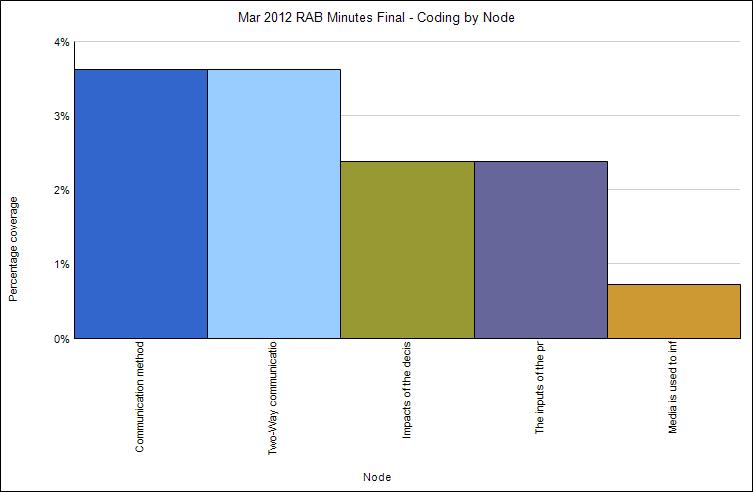 Mar 2012 RAB Minutes Final - Coding by Node
4%
3%
2%
1%
0%
Percentage coverage
Communication method
Two-Way communicatio
Impacts of the decis
The inputs of the pr
Media is used to inf
Node